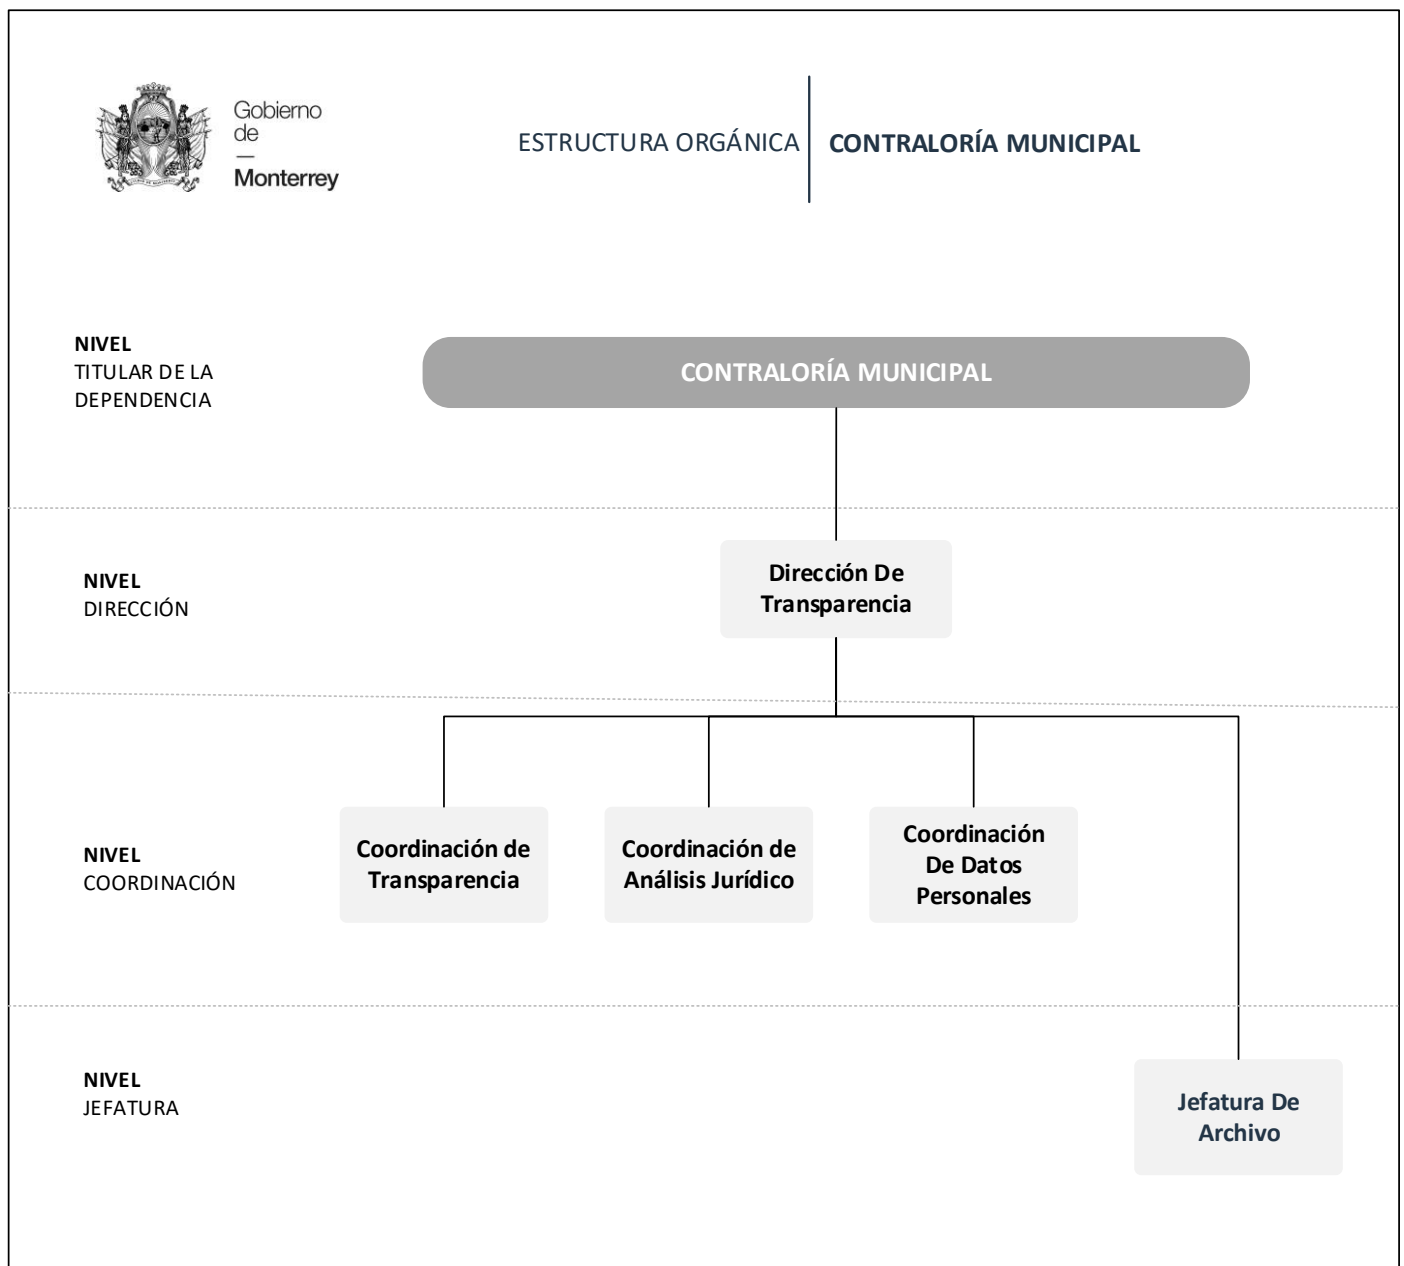 Gobierno
de
—
Monterrey
ESTRUCTURA ORGÁNICA
CONTRALORÍA MUNICIPAL
NIVEL
TITULAR DE LA
DEPENDENCIA
CONTRALORÍA MUNICIPAL
NIVEL
DIRECCIÓN
Dirección De
Transparencia
NIVEL
COORDINACIÓN
Coordinación de
Transparencia
Coordinación de
Análisis Jurídico
Coordinación
De Datos
Personales
NIVEL
JEFATURA
Jefatura De
Archivo